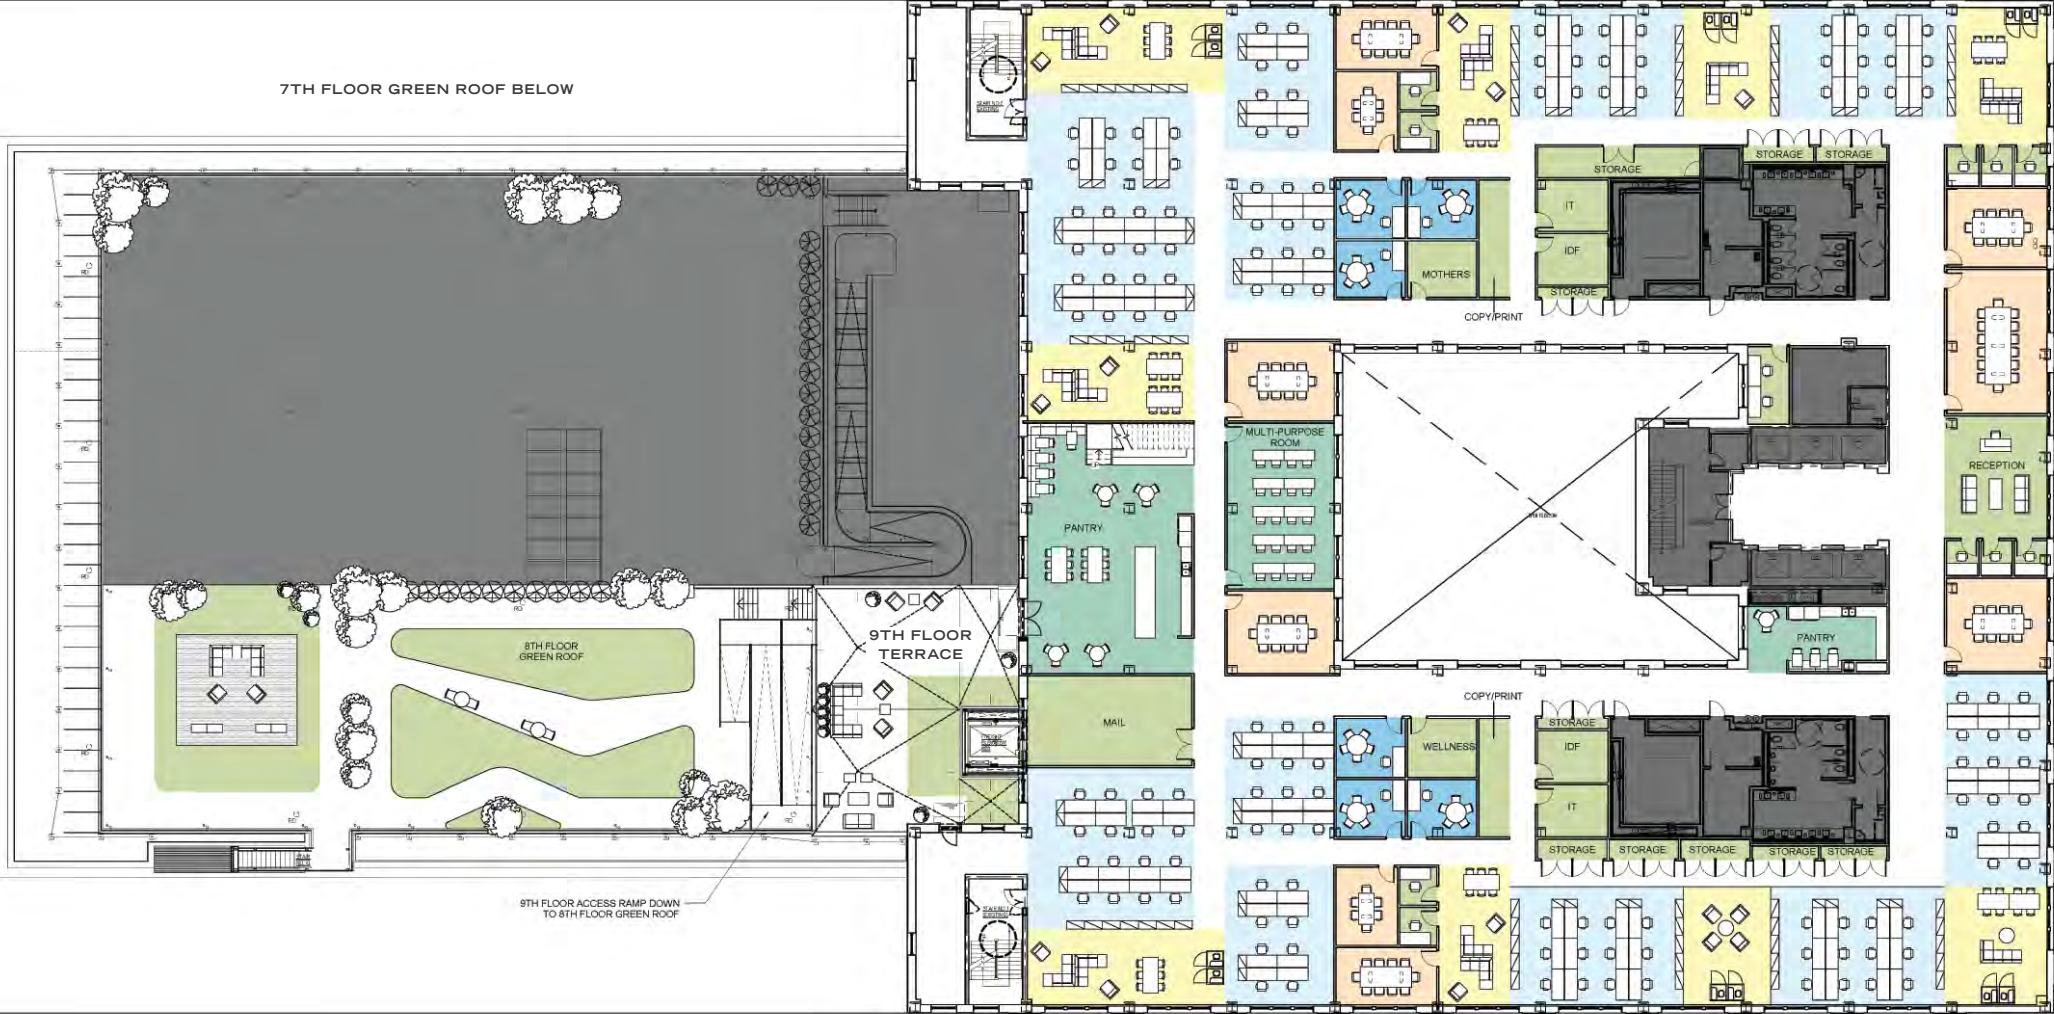 7TH FLOOR GREEN ROOF BELOW
STORAGE
STORAGE
STORAGE
IT
IDF
MOTHERS
STORAGE
COPY/PRINT
MULTI-PURPOSE
ROOM
RECEPTION
PANTRY
9TH FLOOR
TERRACE
8TH FLOOR
GREEN ROOF
PANTRY
COPY/PRINT
MAIL
STORAGE
WELLNESS
IDF
IT
STORAGE
STORAGE
STORAGE
STORAGE
STORAGE
9TH FLOOR ACCESS RAMP DOWN
TO 8TH FLOOR GREEN ROOF